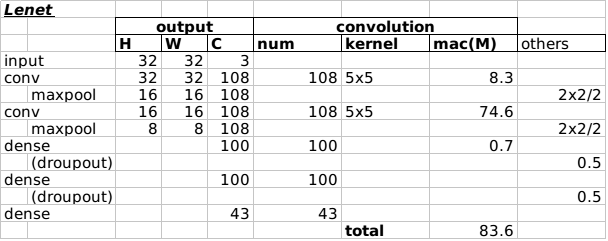 Lenet
output convolution
H W C num kernel mac(M) others
input 32 32 3
conv 32 32 108 108 5x5 8.3
maxpool 16 16 108 2x2/2
conv 16 16 108 108 5x5 74.6
maxpool 8 8 108 2x2/2
dense 100 100 0.7
(droupout) 0.5
dense 100 100
(droupout) 0.5
dense 43 43
total 83.6